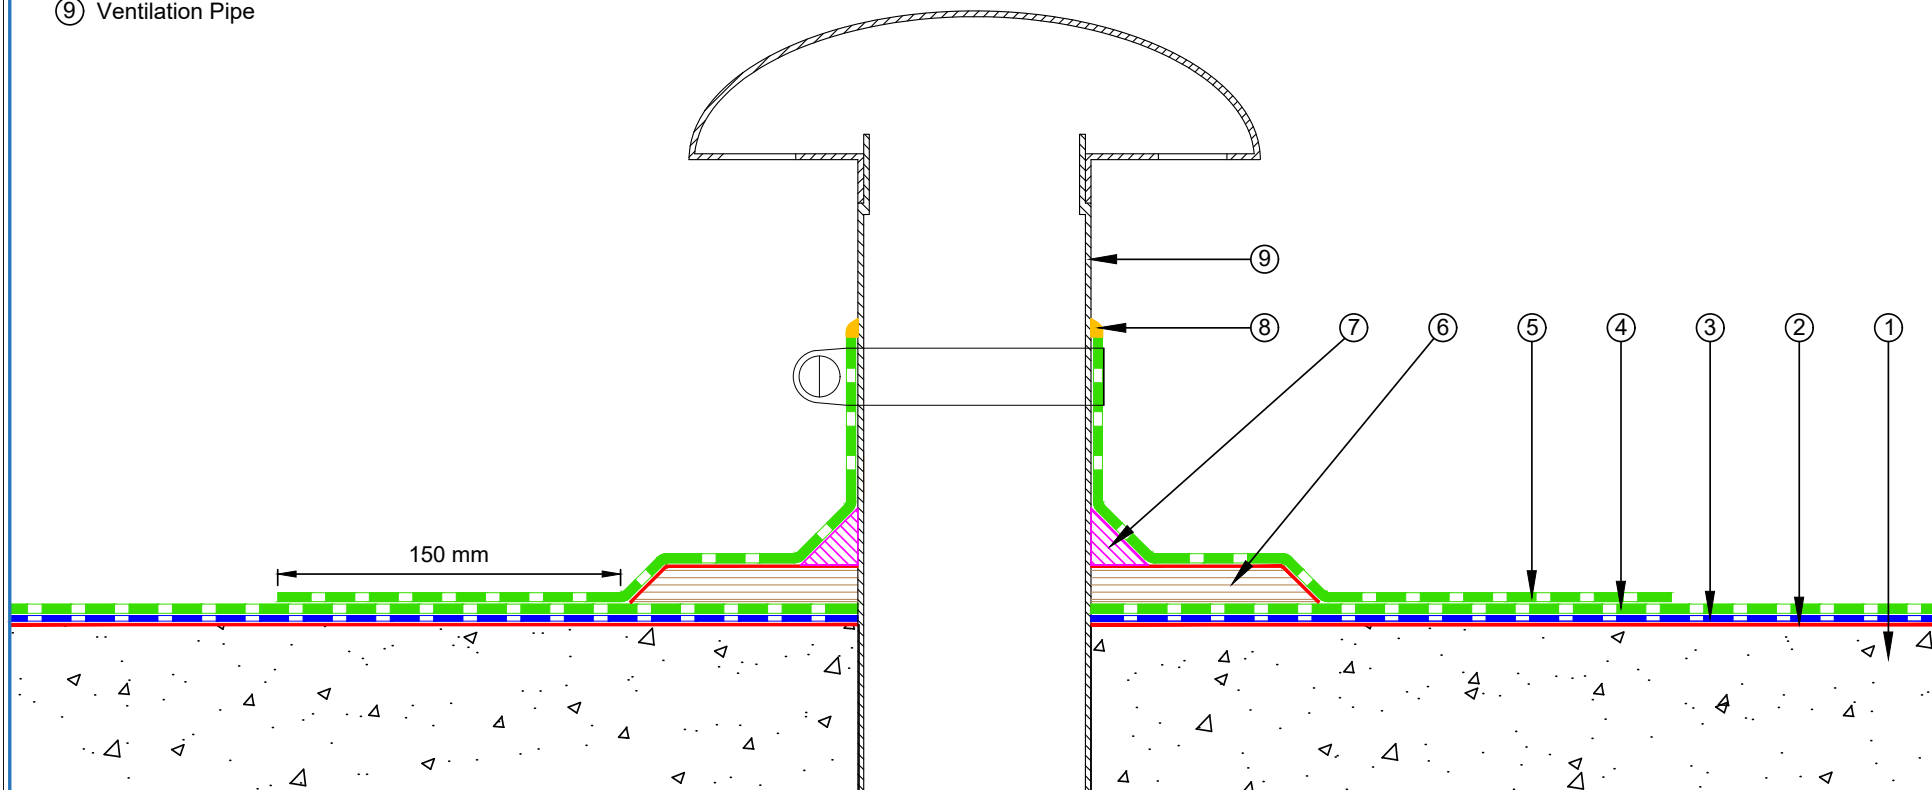 ⑨ Ventilation Pipe
⑨
⑧ ⑦ ⑥ ⑤ ④ ③ ② ①
150 mm